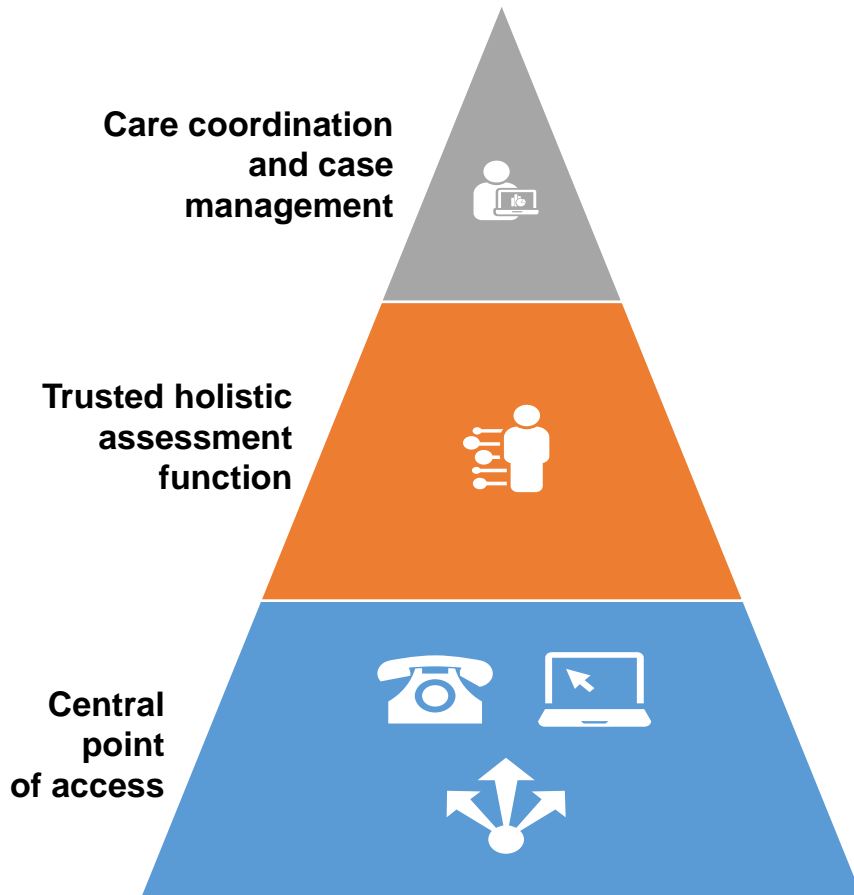 Care coordination
and case
management
Trusted holistic
assessment
function
Central
point
of access